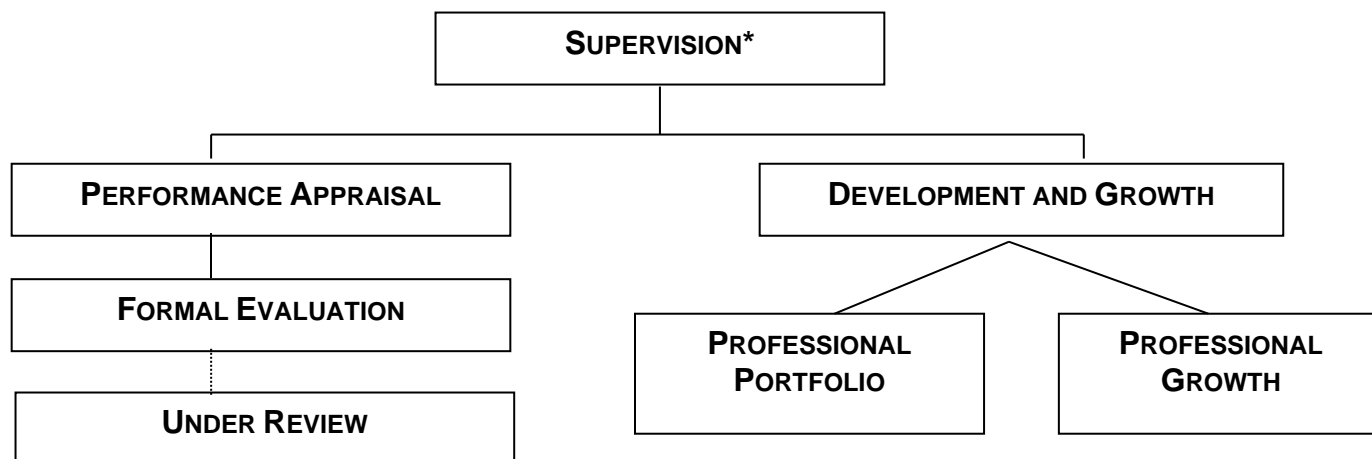 SUPERVISION*
PERFORMANCE APPRAISAL
DEVELOPMENT AND GROWTH
FORMAL EVALUATION
PROFESSIONAL
PORTFOLIO
PROFESSIONAL
GROWTH
UNDER REVIEW